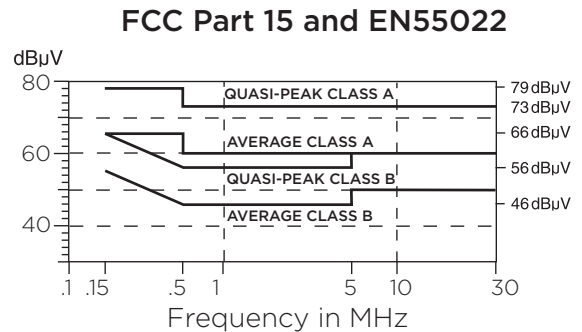 FCC Part 15 and EN55022
dBµV
80
60
40
QUASI-PEAK CLASS A
AVERAGE CLASS A
QUASI-PEAK CLASS B
AVERAGE CLASS B
79dBµV
73dBµV
66dBµV
56dBµV
46dBµV
.1 .15 .5 1 5 10 30
Frequency in MHz